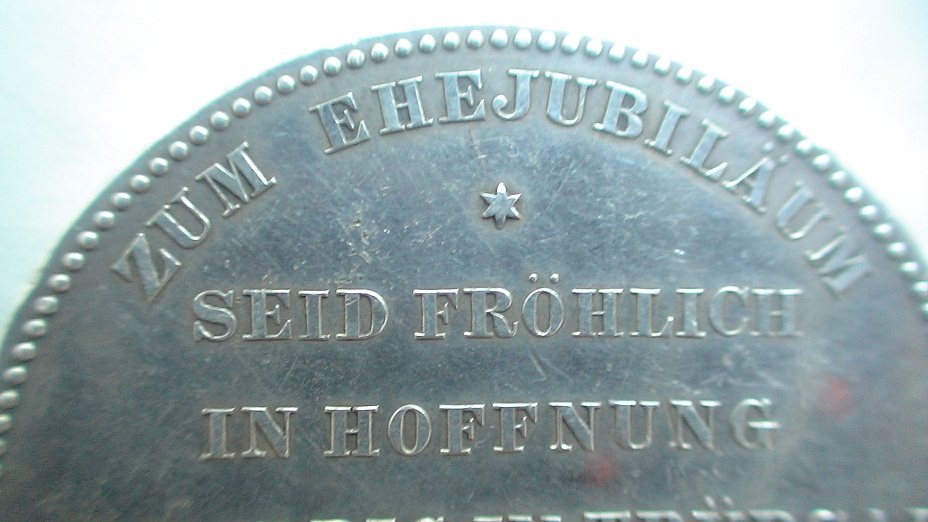 ZUM EHEJUBILÄUM
SEID FRÖHLICH
IN HOFFNUNG